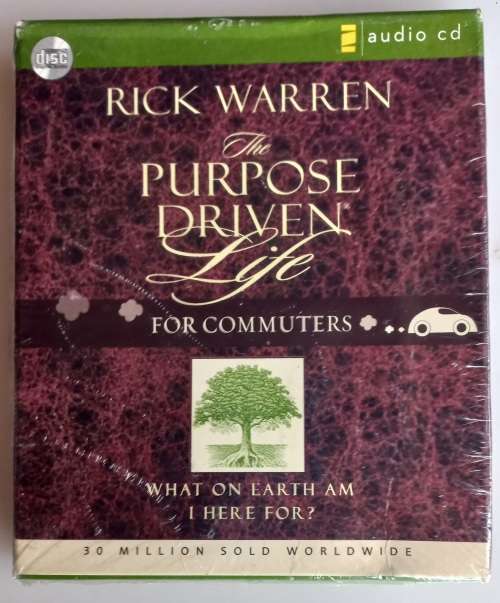 disc
audio cd
RICK WARREN
The
PURPOSE
DRIVEN®
Life
FOR COMMUTERS
WHAT ON EARTH AM
I HERE FOR?
30 MILLION SOLD WORLDWIDE